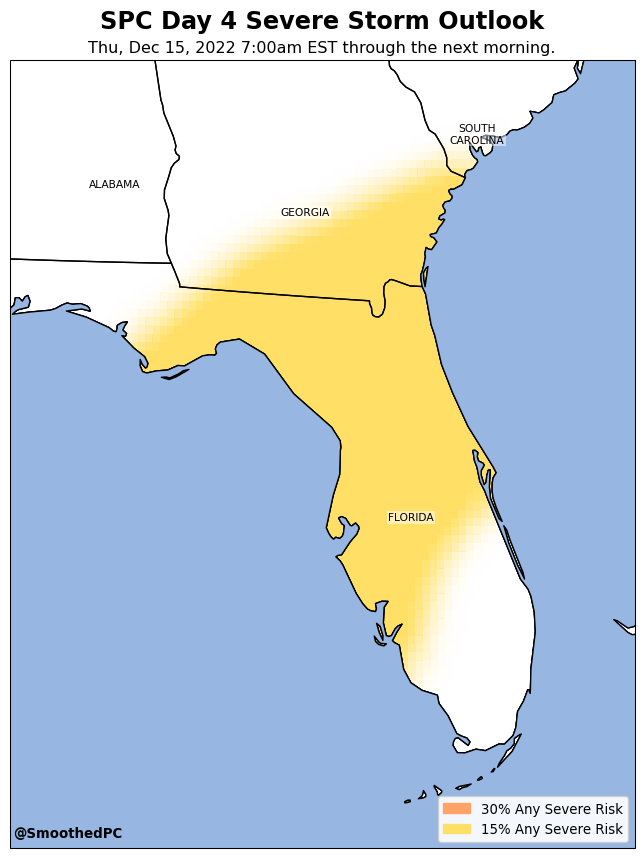 SPC Day 4 Severe Storm Outlook
Thu, Dec 15, 2022 7:00am EST through the next morning.
SOUTH
CAROLINA
ALABAMA
GEORGIA
FLORIDA
30% Any Severe Risk
15% Any Severe Risk
@SmoothedPC